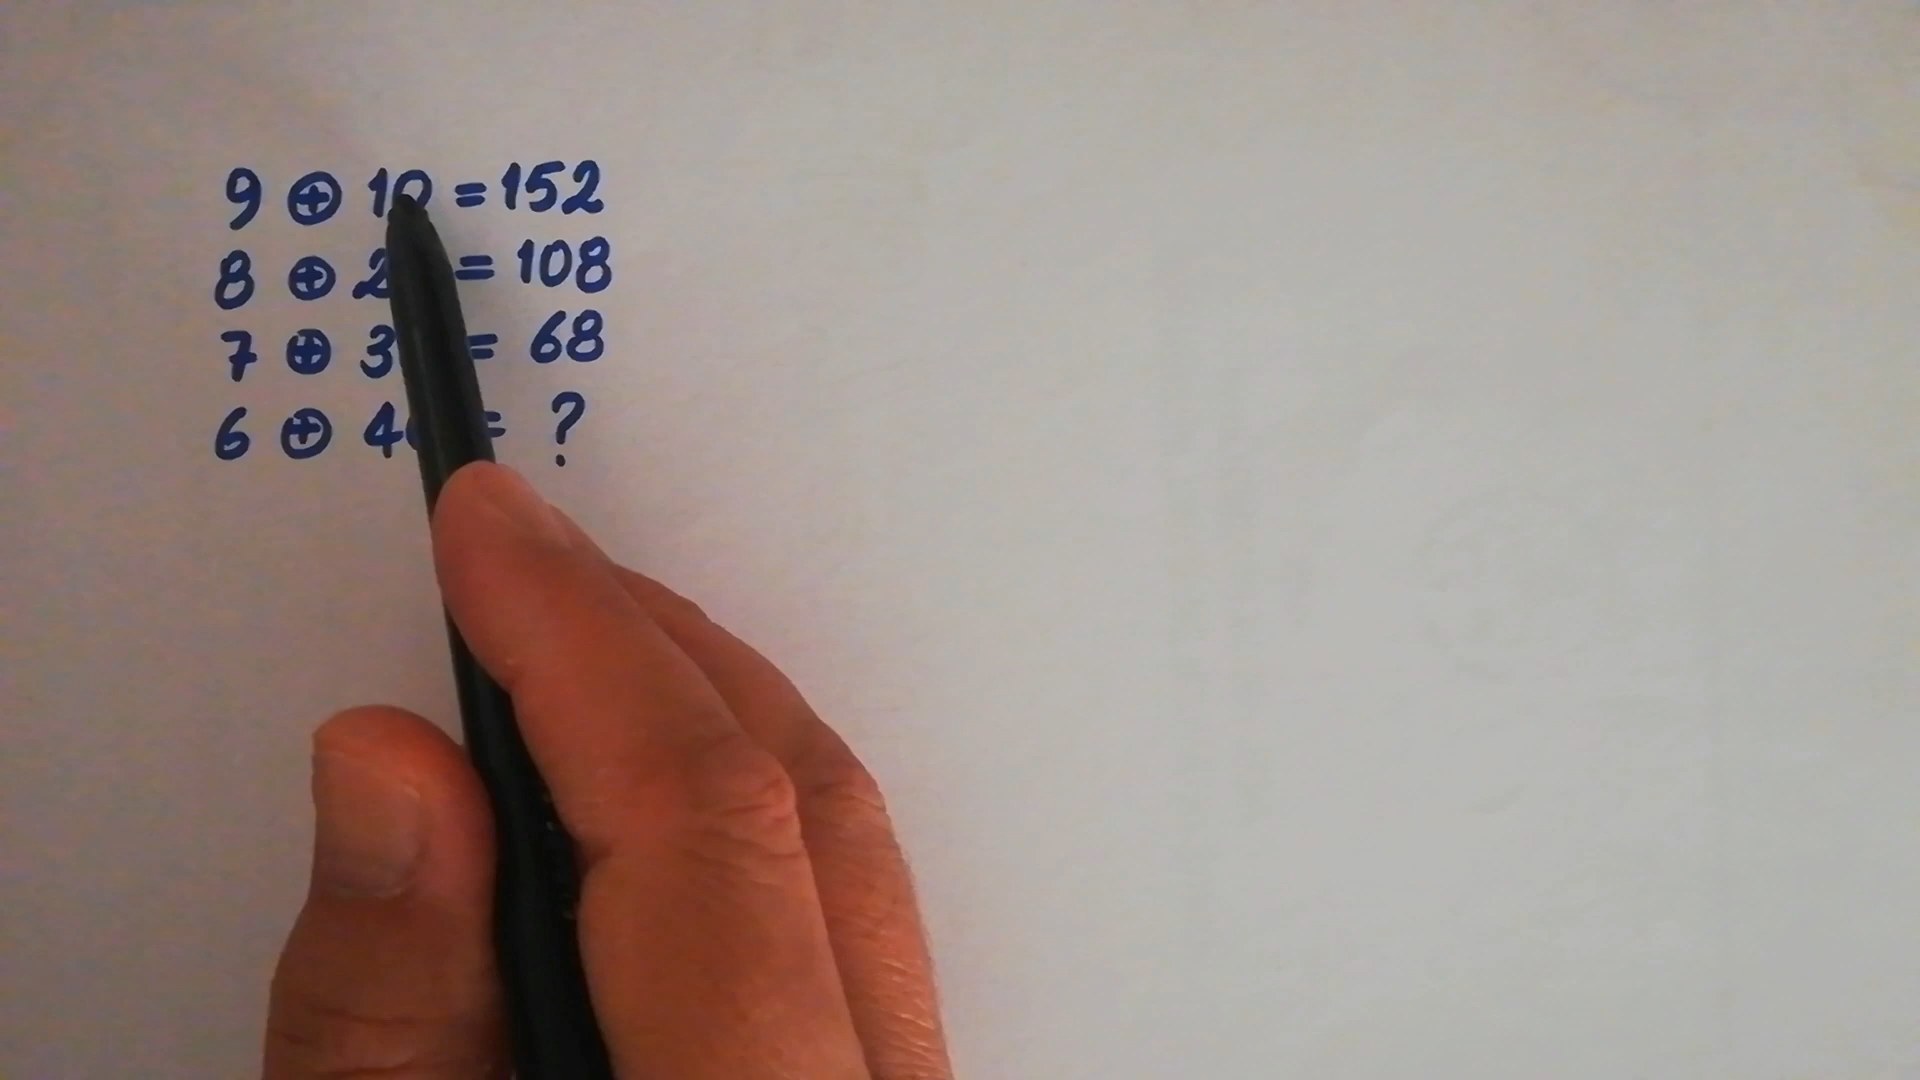 9 ⊕ 10 = 152
8 ⊕ 2 = 108
7 ⊕ 3 = 68
6 ⊕ 4 = ?